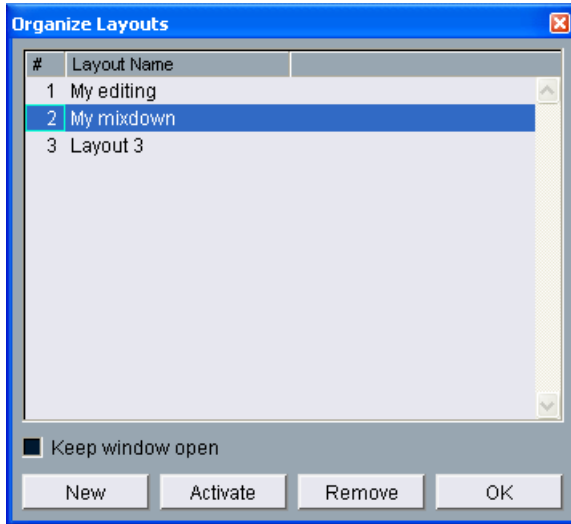 Organize Layouts
# Layout Name
1 My editing
2 My mixdown
3 Layout 3
Keep window open
New Activate Remove OK